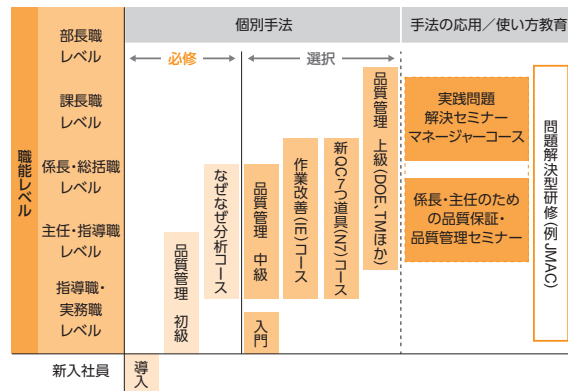 個別手法
手法の応用／使い方教育
職能レベル
部長職
レベル
課長職
レベル
係長・総括職
レベル
主任・指導職
レベル
指導職・
実務職
レベル
新入社員
必修
選択
導入
品質管理 初級
なぜなぜ分析コース
品質管理 中級
入門
作業改善(IE)コース
新QC7つ道具(N7)コース
品質管理 上級(DOE、TMほか)
実践問題
解決セミナー
マネージャーコース
係長・主任のため
の品質保証・
品質管理セミナー
問題解決型研修(例 JMAC)